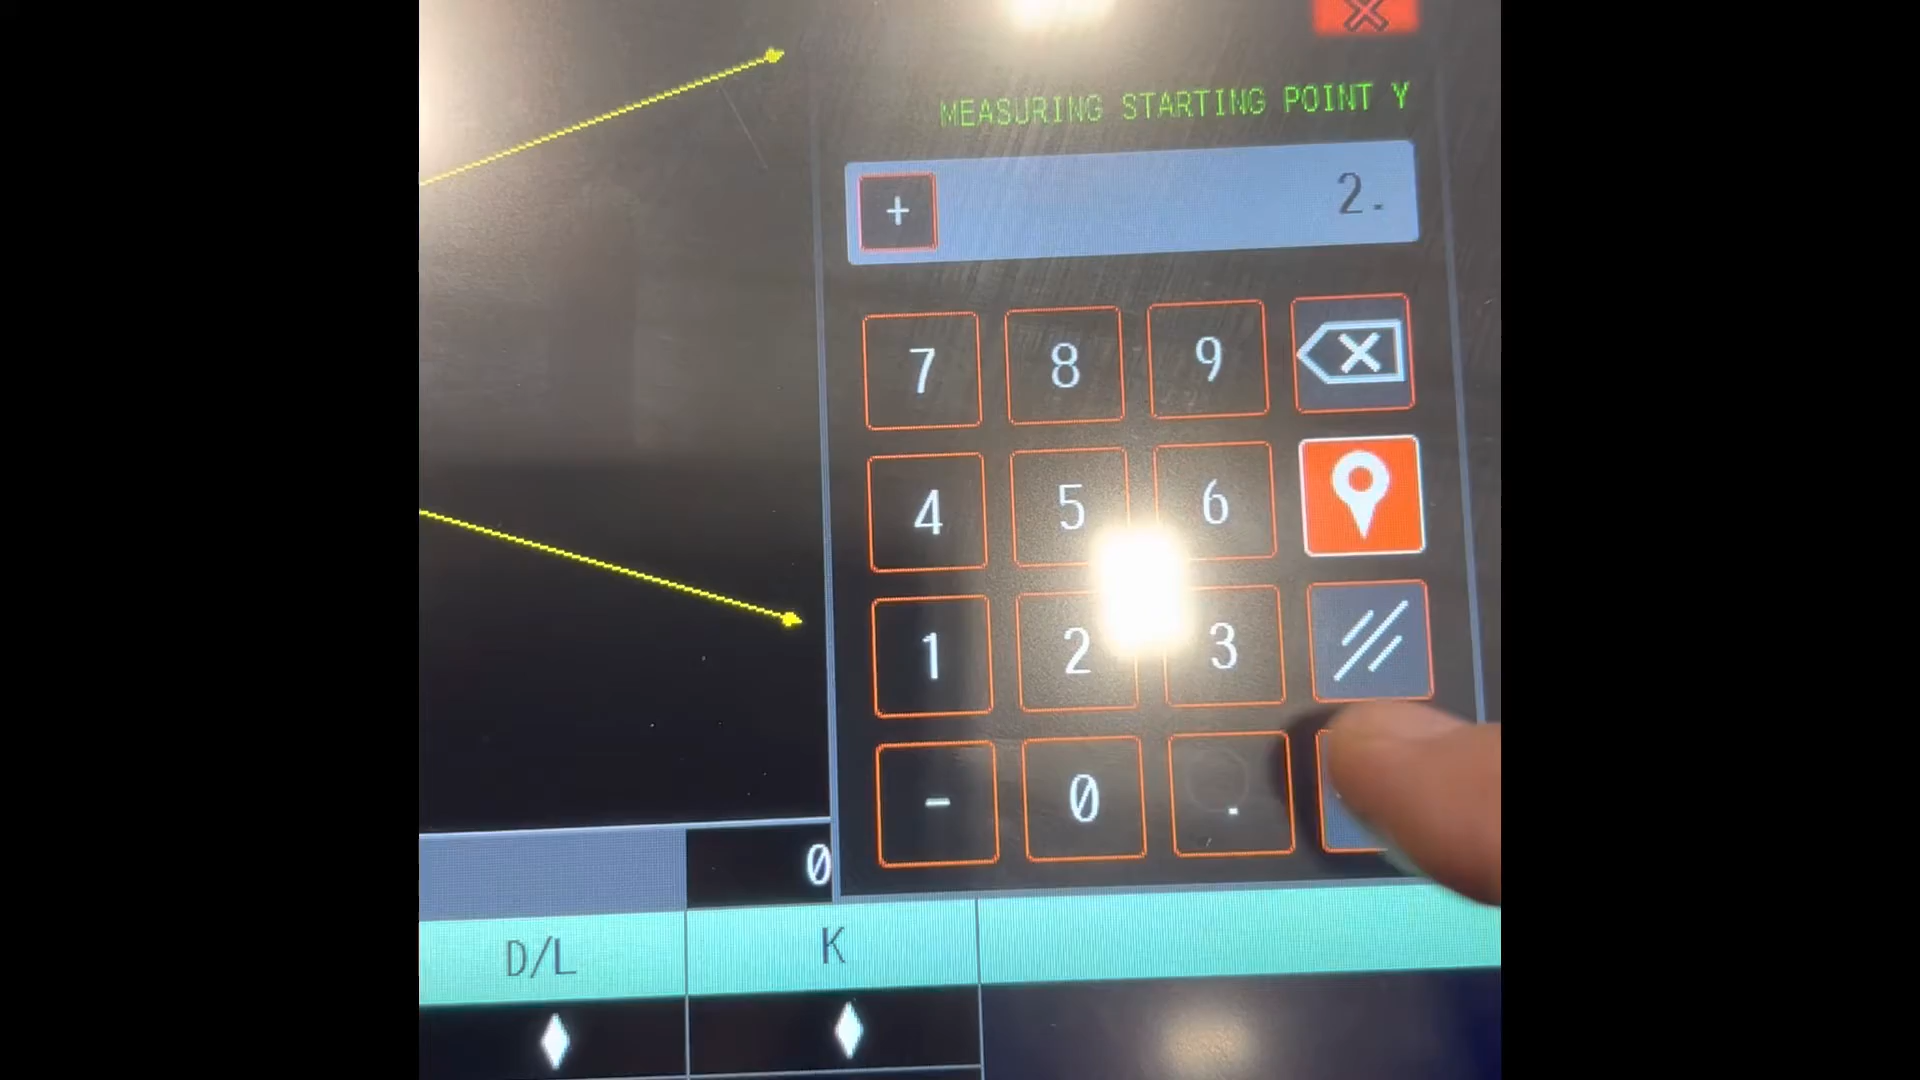 MEASURING STARTING POINT Y
+ 2.
7 8 9
4 5 6
1 2 3
- 0 .
0
D/L K